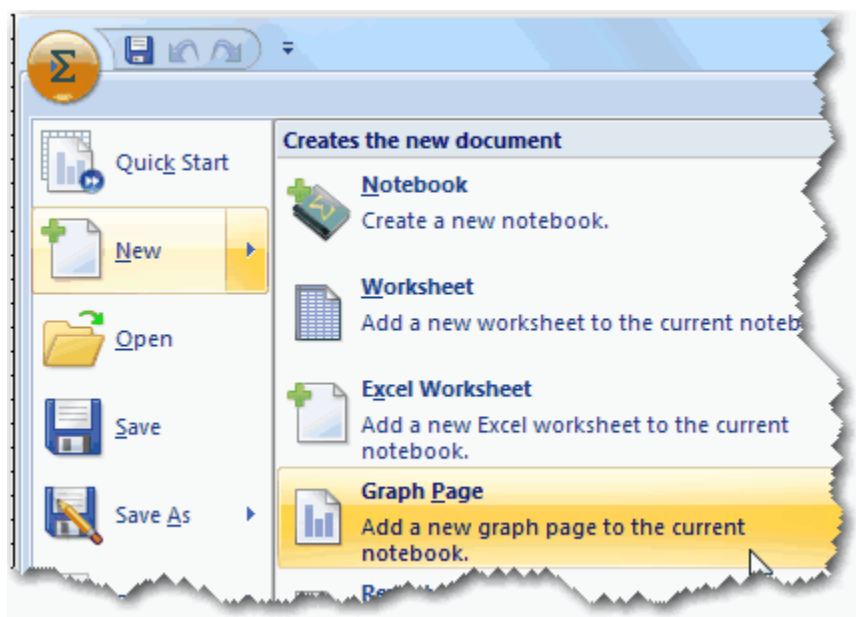 Quick Start
New
Open
Save
Save As
Creates the new document
Notebook
Create a new notebook.
Worksheet
Add a new worksheet to the current noteb
Excel Worksheet
Add a new Excel worksheet to the current
notebook.
Graph Page
Add a new graph page to the current
notebook.